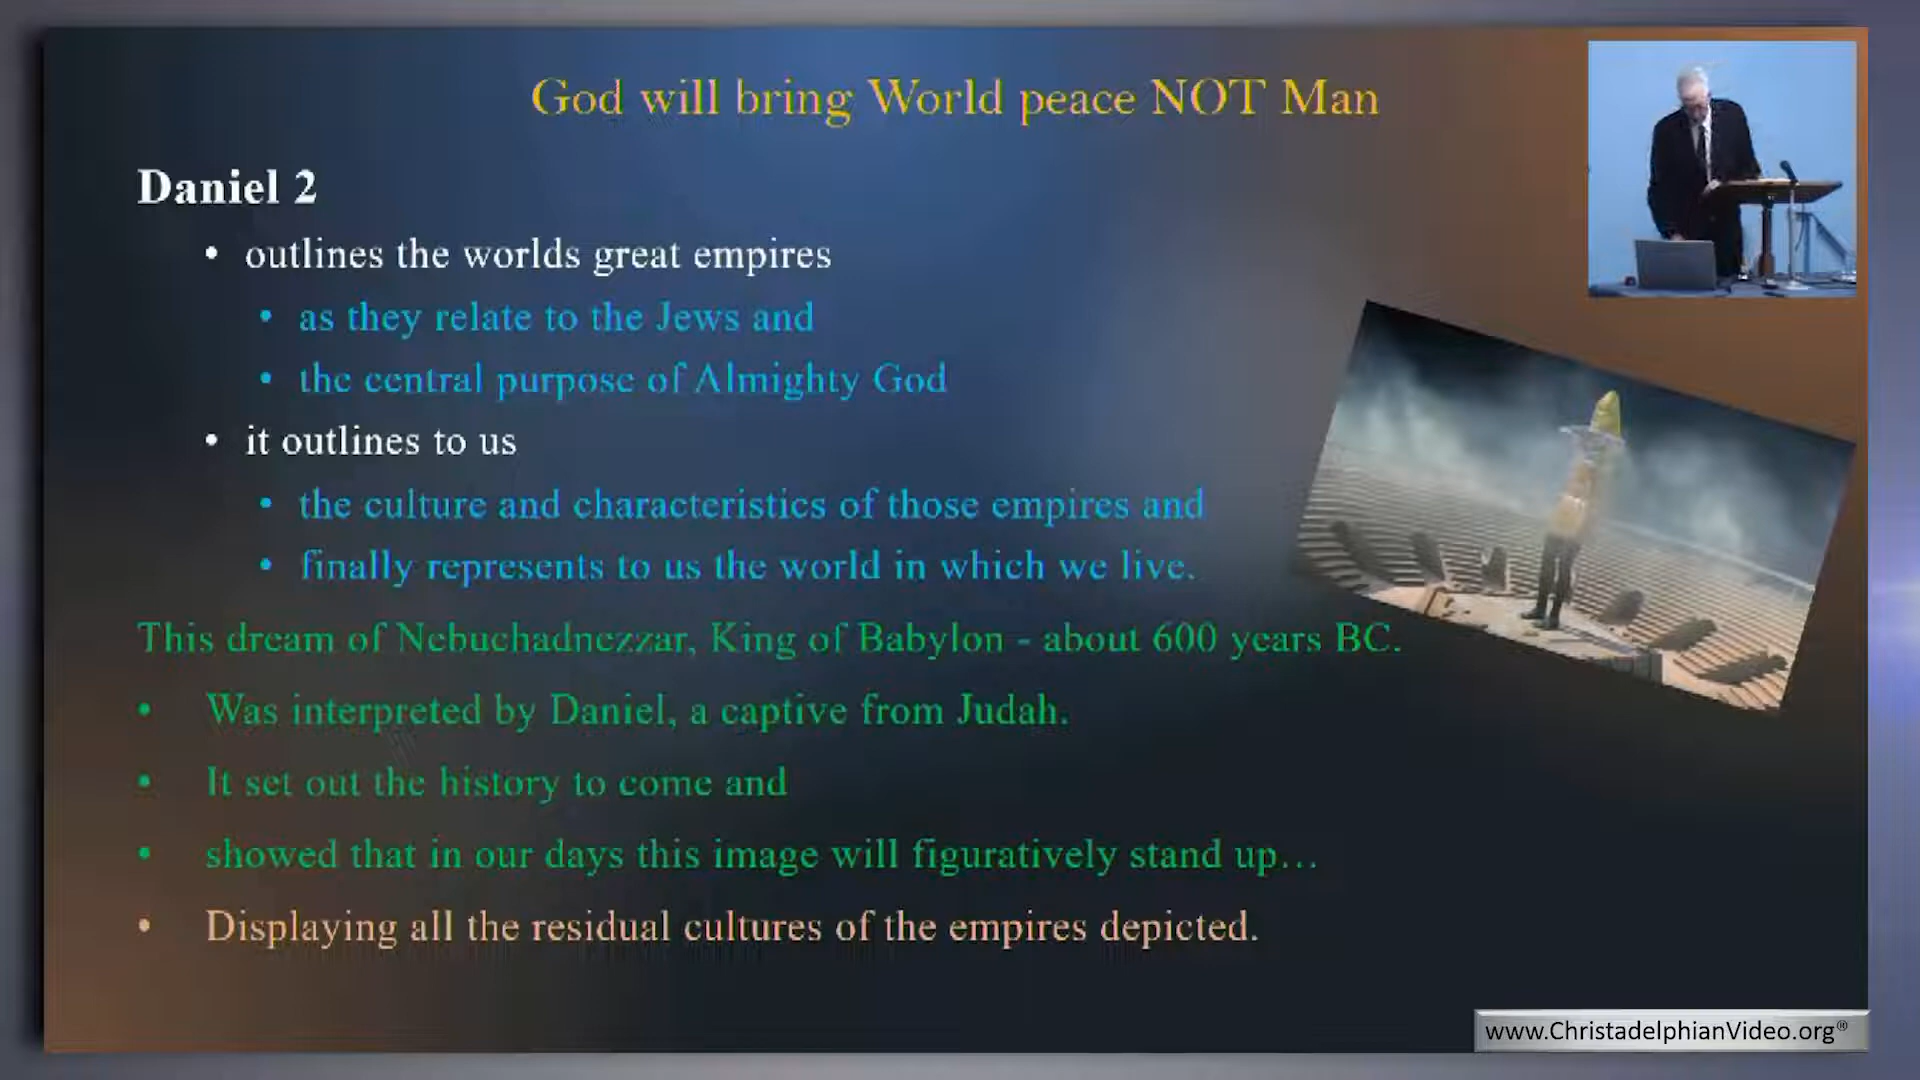 God will bring World peace NOT Man
Daniel 2
• outlines the worlds great empires
• as they relate to the Jews and
• the central purpose of Almighty God
• it outlines to us
• the culture and characteristics of those empires and
• finally represents to us the world in which we live.
This dream of Nebuchadnezzar, King of Babylon - about 600 years BC.
• Was interpreted by Daniel, a captive from Judah.
• It set out the history to come and
• showed that in our days this image will figuratively stand up…
• Displaying all the residual cultures of the empires depicted.
www.ChristadelphianVideo.org®